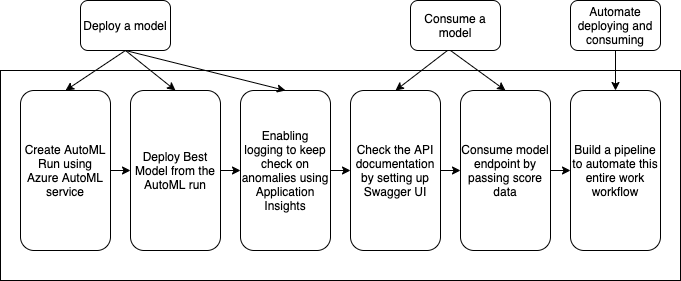 Deploy a model
Consume a
model
Automate
deploying and
consuming
Create AutoML
Run using
Azure AutoML
service
Deploy Best
Model from the
AutoML run
Enabling
logging to keep
check on
anomalies using
Application
Insights
Check the API
documentation
by setting up
Swagger UI
Consume model
endpoint by
passing score
data
Build a pipeline
to automate this
entire work
workflow